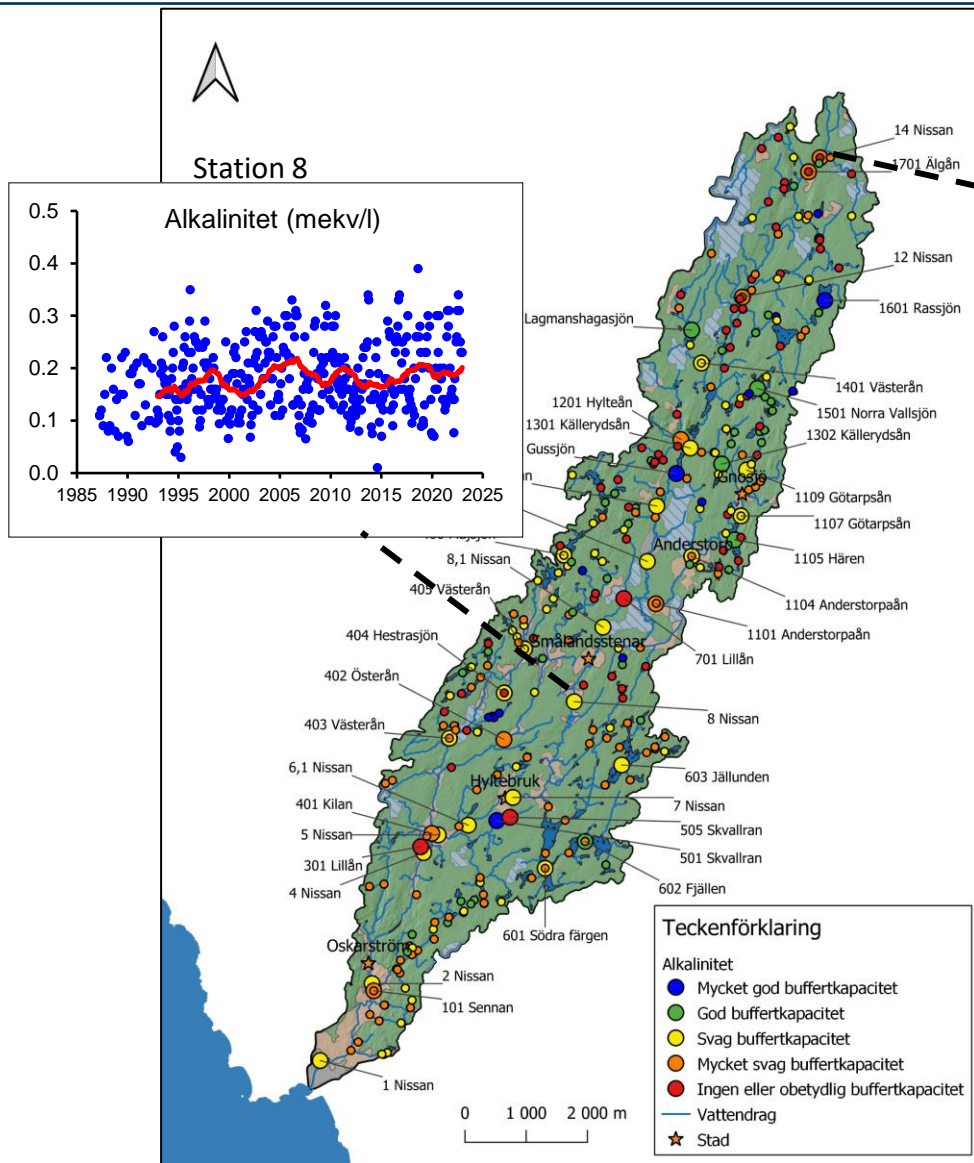 Station 8
Alkalinitet (mekv/l)
0.5
0.4
0.3
0.2
0.1
0.0
1985 1990 1995 2000 2005 2010 2015 2020 2025
14 Nissan
1701 Älgån
12 Nissan
1601 Rassjön
Lagmanshagasjön
1401 Västerån
1201 Hylteån
1501 Norra Vallsjön
1301 Källerydsån
1302 Källerydsån
Gussjön
Gnosjö
1109 Götarpsån
1107 Götarpsån
Anderstorp
1105 Hären
8,1 Nissan
1104 Anderstorpaån
405 Västerån
1101 Anderstorpaån
404 Hestrasjön
Smålandsstenar
701 Lillån
402 Österån
8 Nissan
403 Västerån
603 Jällunden
6,1 Nissan
Hyltebruk
7 Nissan
401 Kilan
505 Skvallran
5 Nissan
501 Skvallran
301 Lillån
602 Fjällen
4 Nissan
601 Södra färgen
Oskarström
2 Nissan
101 Sennan
1 Nissan
0 1 000 2 000 m
Teckenförklaring
Alkalinitet
Mycket god buffertkapacitet
God buffertkapacitet
Svag buffertkapacitet
Mycket svag buffertkapacitet
Ingen eller obetydlig buffertkapacitet
Vattendrag
Stad